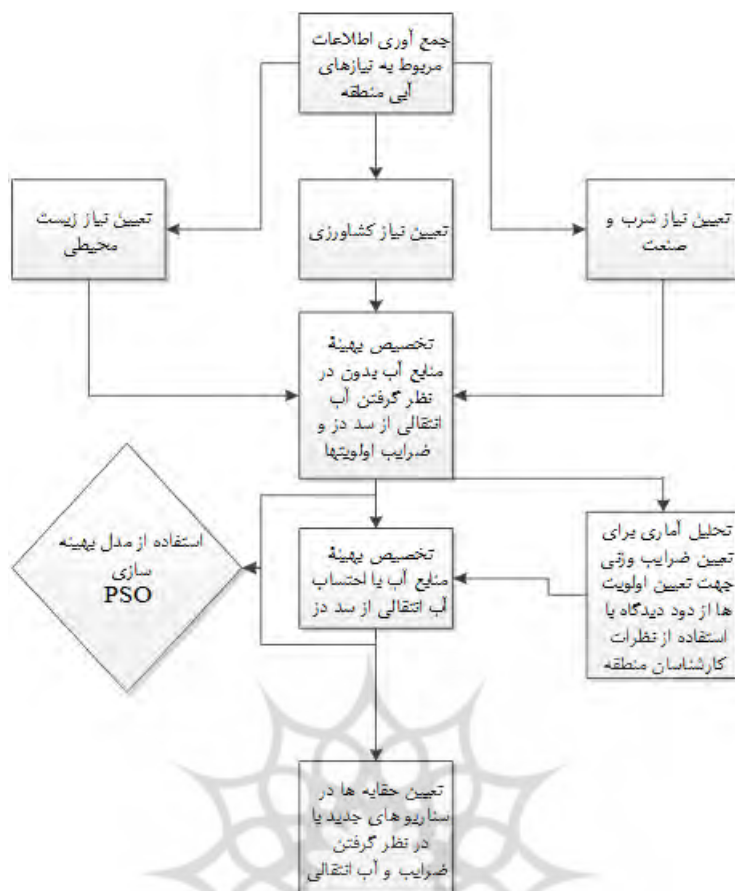 جمع آوری اطلاعات
مربوط به نیازهای
آبی منطقه
تعیین نیاز شرب و
صنعت
تعیین نیاز کشاورزی
تعیین نیاز زیست
محیطی
تخصیص بهینۀ
منابع آب بدون در
نظر گرفتن آب
انتقالی از سد دز و
ضرایب اولویتها
تحلیل آماری برای
تعیین ضرایب وزنی
جهت تعیین اولویت
ها از دود دیدگاه با
استفاده از نظرات
کارشناسان منطقه
تخصیص بهینۀ
منابع آب با احتساب
آب انتقالی از سد دز
استفاده از مدل بهینه
سازی
PSO
تعیین حقابه ها در
سناریو های جدید با
در نظر گرفتن
ضرایب و آب انتقالی